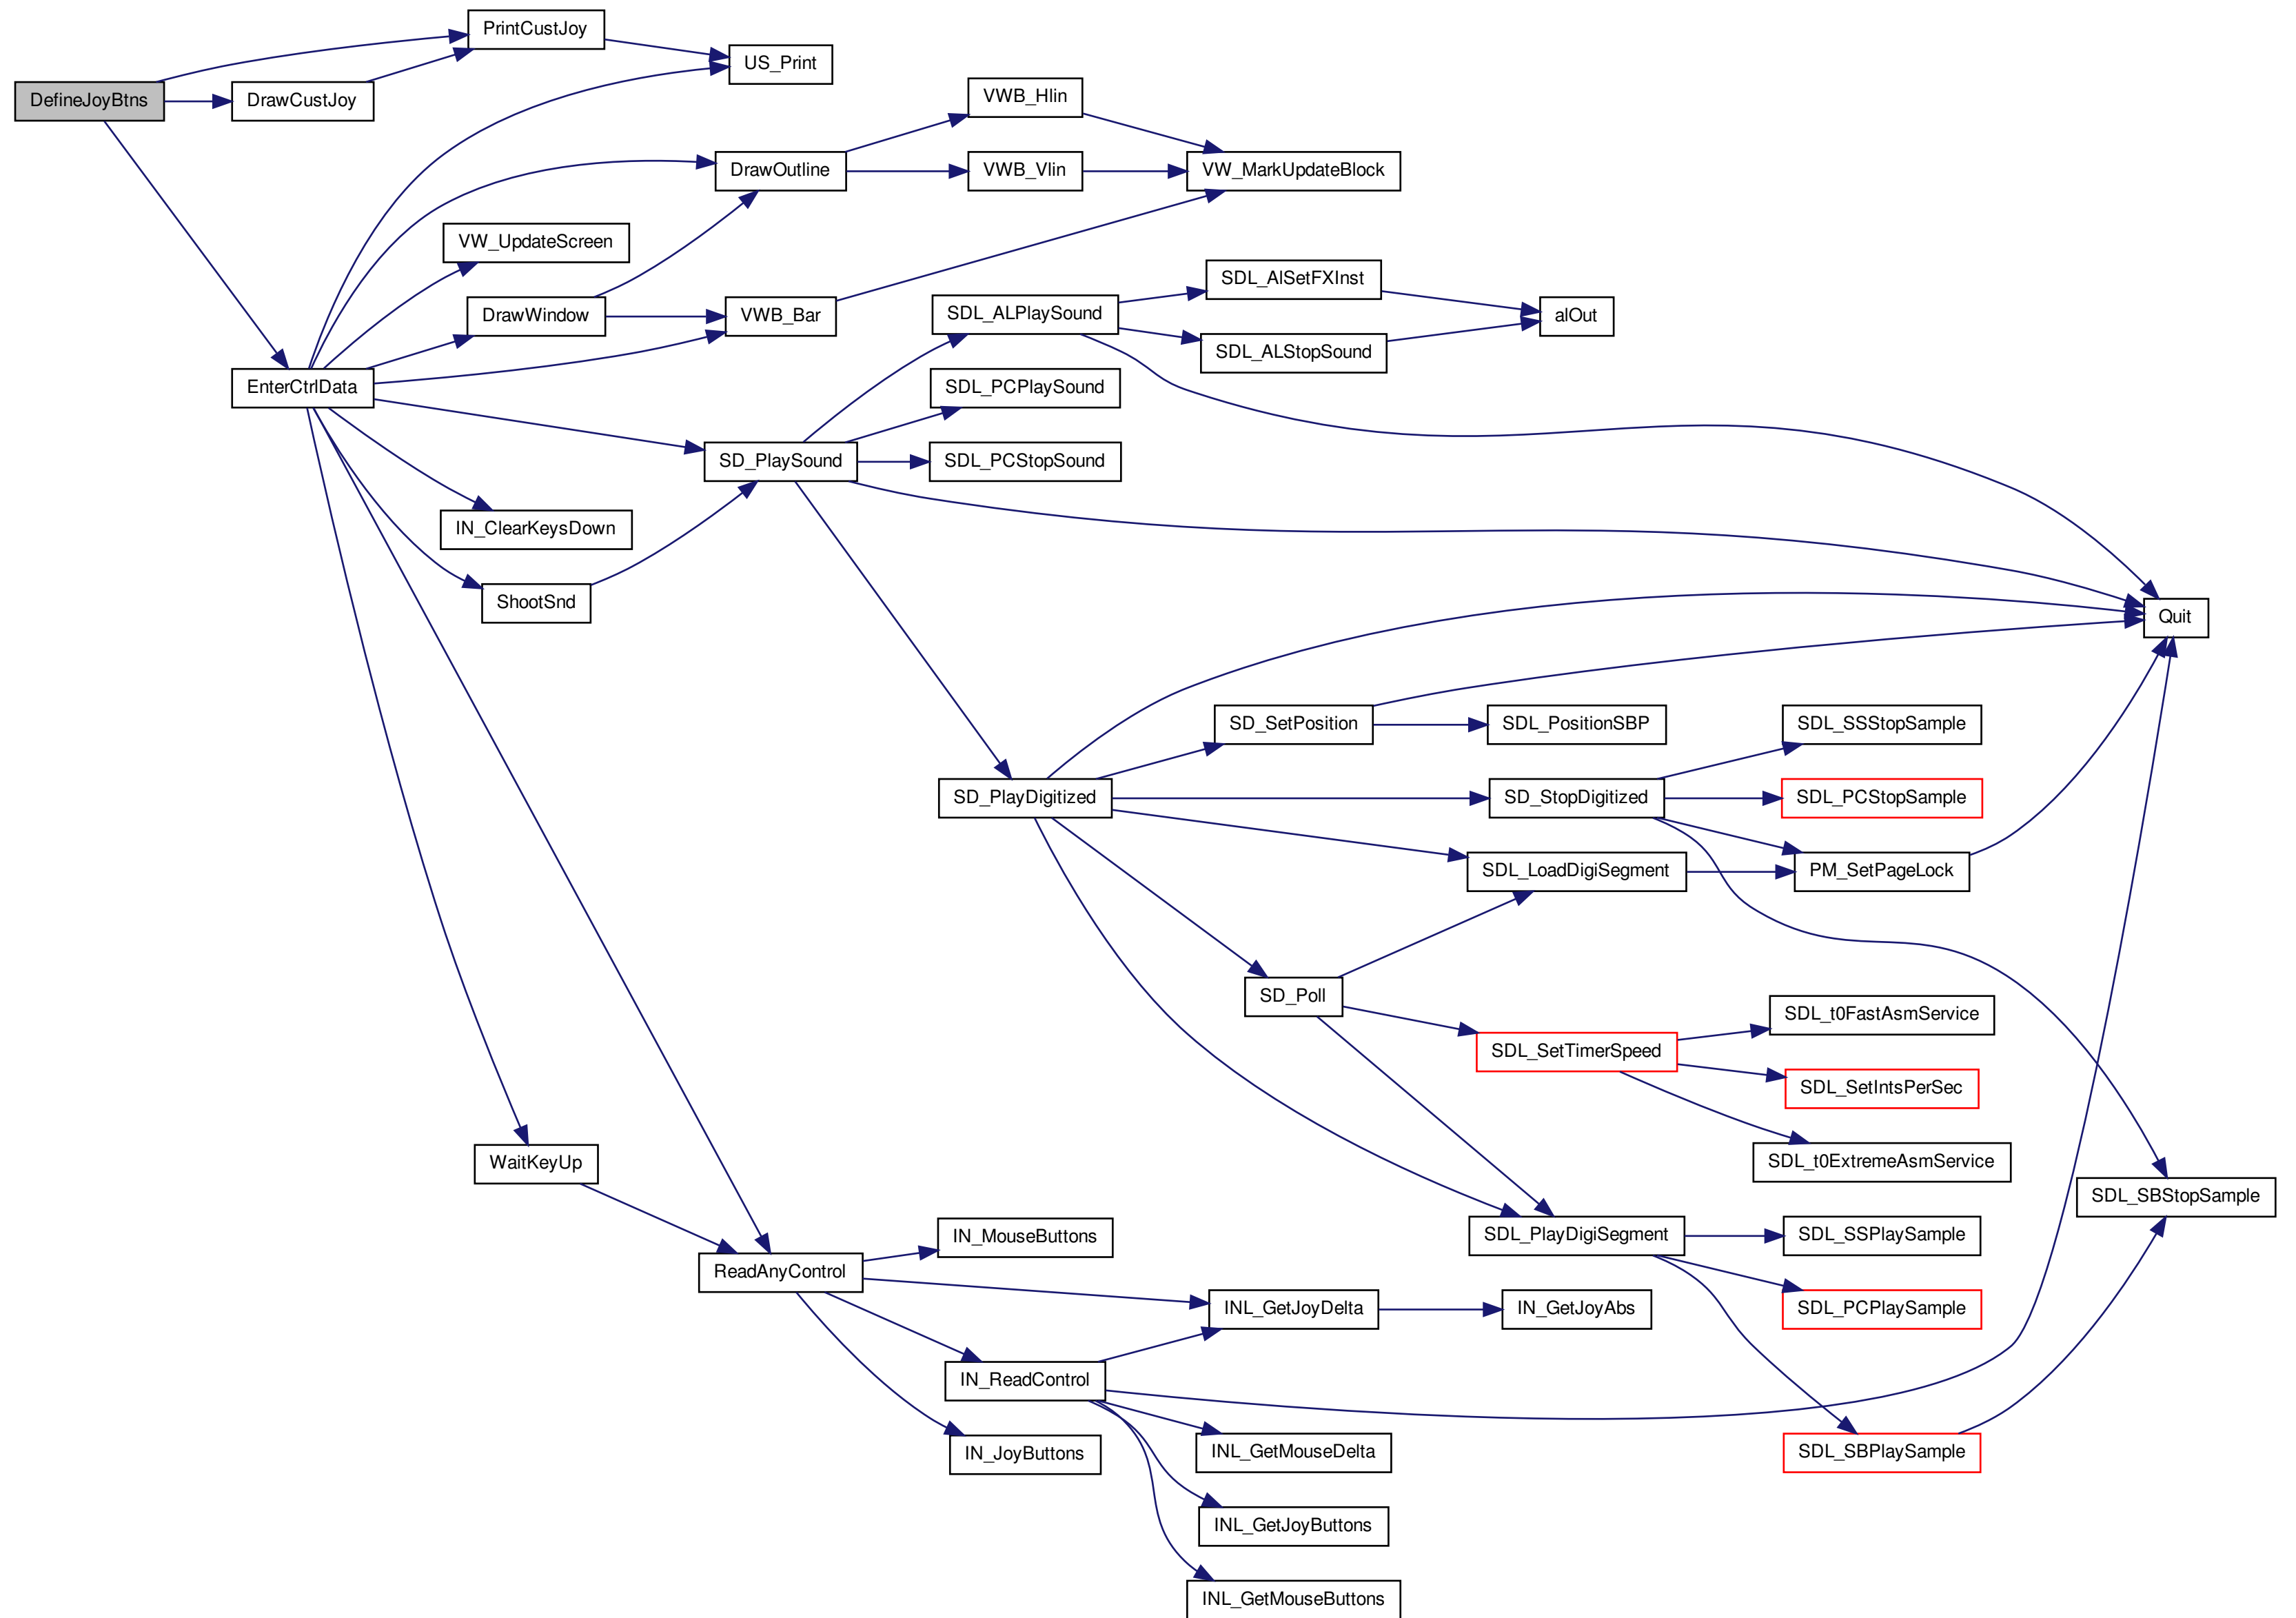 PrintCustJoy
US_Print
DefineJoyBtns
DrawCustJoy
VWB_Hlin
DrawOutline
VWB_Vlin
VW_MarkUpdateBlock
VW_UpdateScreen
SDL_AlSetFXInst
DrawWindow
VWB_Bar
SDL_ALPlaySound
alOut
SDL_ALStopSound
EnterCtrlData
SDL_PCPlaySound
SD_PlaySound
SDL_PCStopSound
IN_ClearKeysDown
ShootSnd
Quit
SD_SetPosition
SDL_PositionSBP
SDL_SSStopSample
SD_PlayDigitized
SD_StopDigitized
SDL_PCStopSample
SDL_LoadDigiSegment
PM_SetPageLock
SD_Poll
SDL_t0FastAsmService
SDL_SetTimerSpeed
SDL_SetIntsPerSec
WaitKeyUp
SDL_t0ExtremeAsmService
SDL_SBStopSample
IN_MouseButtons
SDL_PlayDigiSegment
SDL_SSPlaySample
ReadAnyControl
INL_GetJoyDelta
IN_GetJoyAbs
SDL_PCPlaySample
IN_ReadControl
IN_JoyButtons
INL_GetMouseDelta
SDL_SBPlaySample
INL_GetJoyButtons
INL_GetMouseButtons